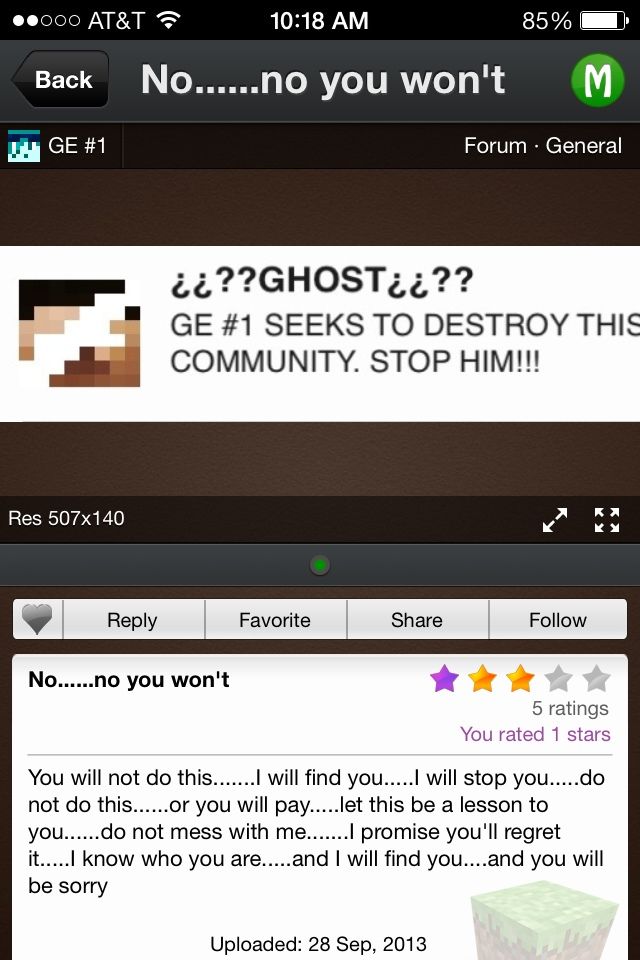 AT&T 10:18 AM 85%
Back No......no you won't M
GE #1 Forum · General
¿¿??GHOST¿¿??
GE #1 SEEKS TO DESTROY THIS
COMMUNITY. STOP HIM!!!
Res 507x140
Reply Favorite Share Follow
No......no you won't
5 ratings
You rated 1 stars
You will not do this.......I will find you.....I will stop you.....do
not do this......or you will pay.....let this be a lesson to
you......do not mess with me.......I promise you'll regret
it.....I know who you are.....and I will find you....and you will
be sorry
Uploaded: 28 Sep, 2013